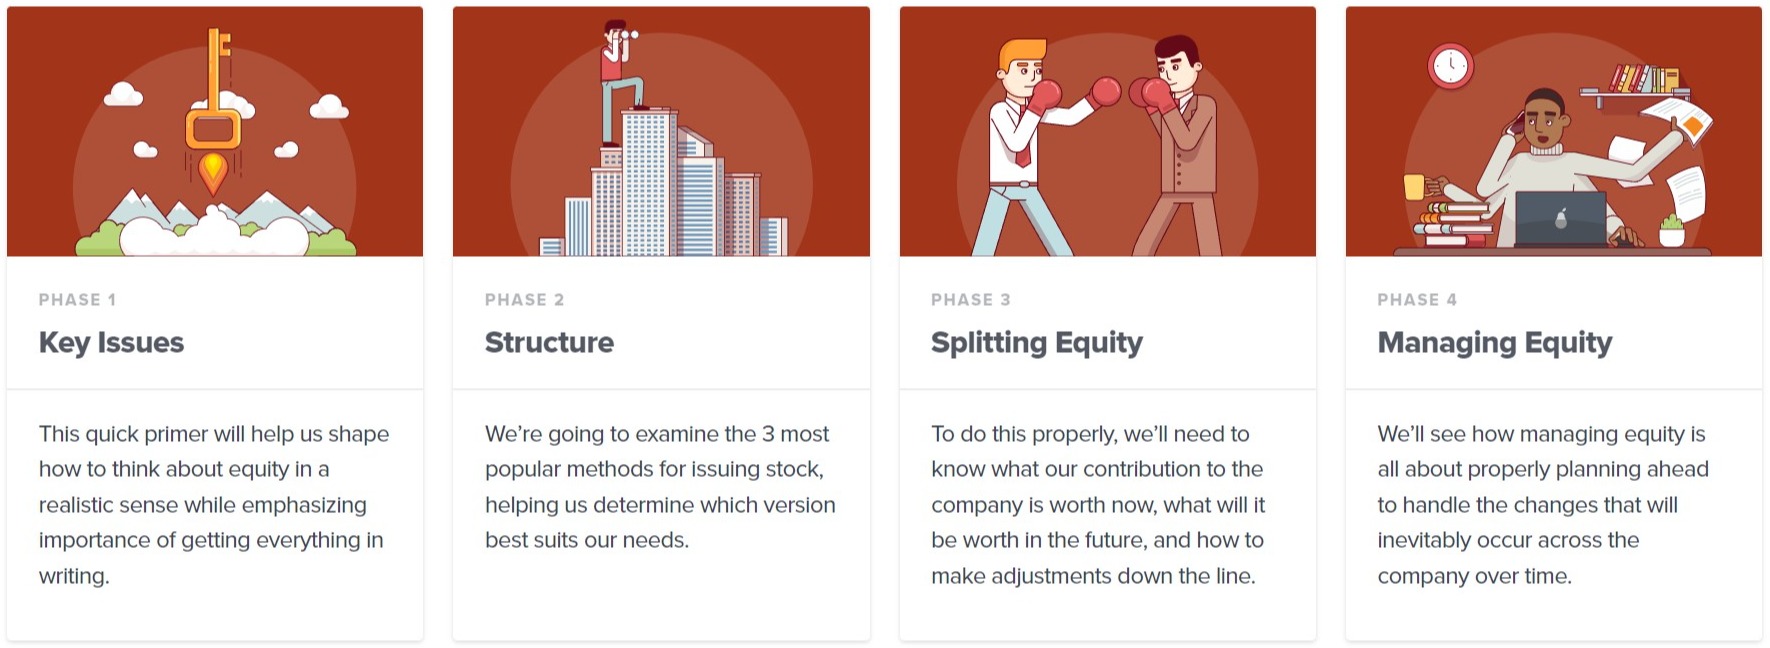 PHASE 1
Key Issues
This quick primer will help us shape
how to think about equity in a
realistic sense while emphasizing
importance of getting everything in
writing.
PHASE 2
Structure
We're going to examine the 3 most
popular methods for issuing stock,
helping us determine which version
best suits our needs.
PHASE 3
Splitting Equity
To do this properly, we'll need to
know what our contribution to the
company is worth now, what will it
be worth in the future, and how to
make adjustments down the line.
PHASE 4
Managing Equity
We'll see how managing equity is
all about properly planning ahead
to handle the changes that will
inevitably occur across the
company over time.